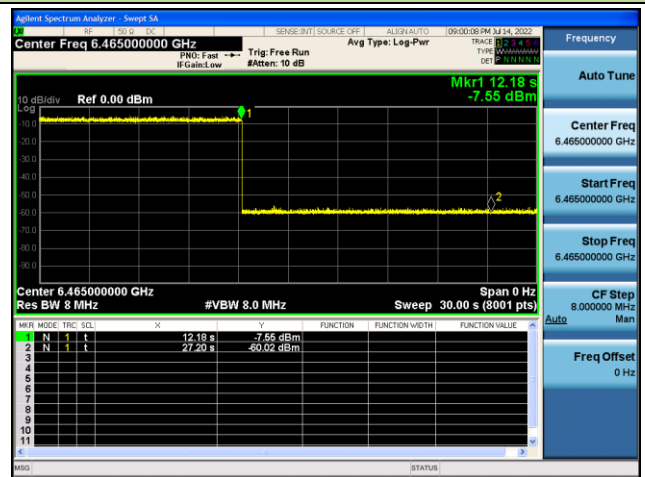 Agilent Spectrum Analyzer - Swept SA
RF 50 Ω DC SENSE:INT SOURCE OFF ALIGN AUTO 09:00:08 PM Jul 14, 2022
Center Freq 6.465000000 GHz Avg Type: Log-Pwr TRACE 1 2 3 4 5 6
PNO: Fast Trig: Free Run TYPE
IFGain:Low #Atten: 10 dB DET P N N N N N
Mkr1 12.18 s
10 dB/div Ref 0.00 dBm -7.55 dBm
Log
-10.0
1
-20.0
-30.0
-40.0
-50.0
2
-60.0
-70.0
-80.0
-90.0
Center 6.465000000 GHz Span 0 Hz
Res BW 8 MHz #VBW 8.0 MHz Sweep 30.00 s (8001 pts)
MKR MODE TRC SCL X Y FUNCTION FUNCTION WIDTH FUNCTION VALUE
1 N 1 t 12.18 s -7.55 dBm
2 N 1 t 27.20 s -60.02 dBm
3
4
5
6
7
8
9
10
11
MSG STATUS
Frequency
Auto Tune
Center Freq
6.465000000 GHz
Start Freq
6.465000000 GHz
Stop Freq
6.465000000 GHz
CF Step
8.000000 MHz
Auto Man
Freq Offset
0 Hz